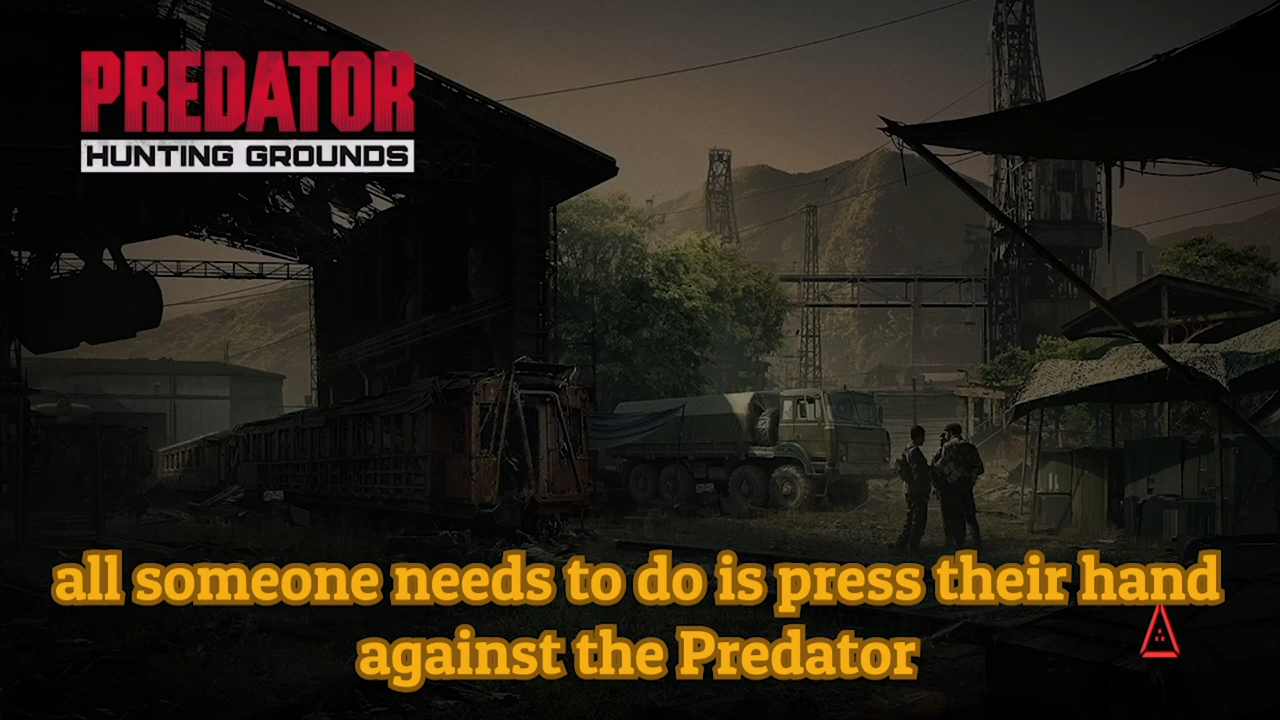 PREDATOR
HUNTING GROUNDS
all someone needs to do is press their hand
against the Predator